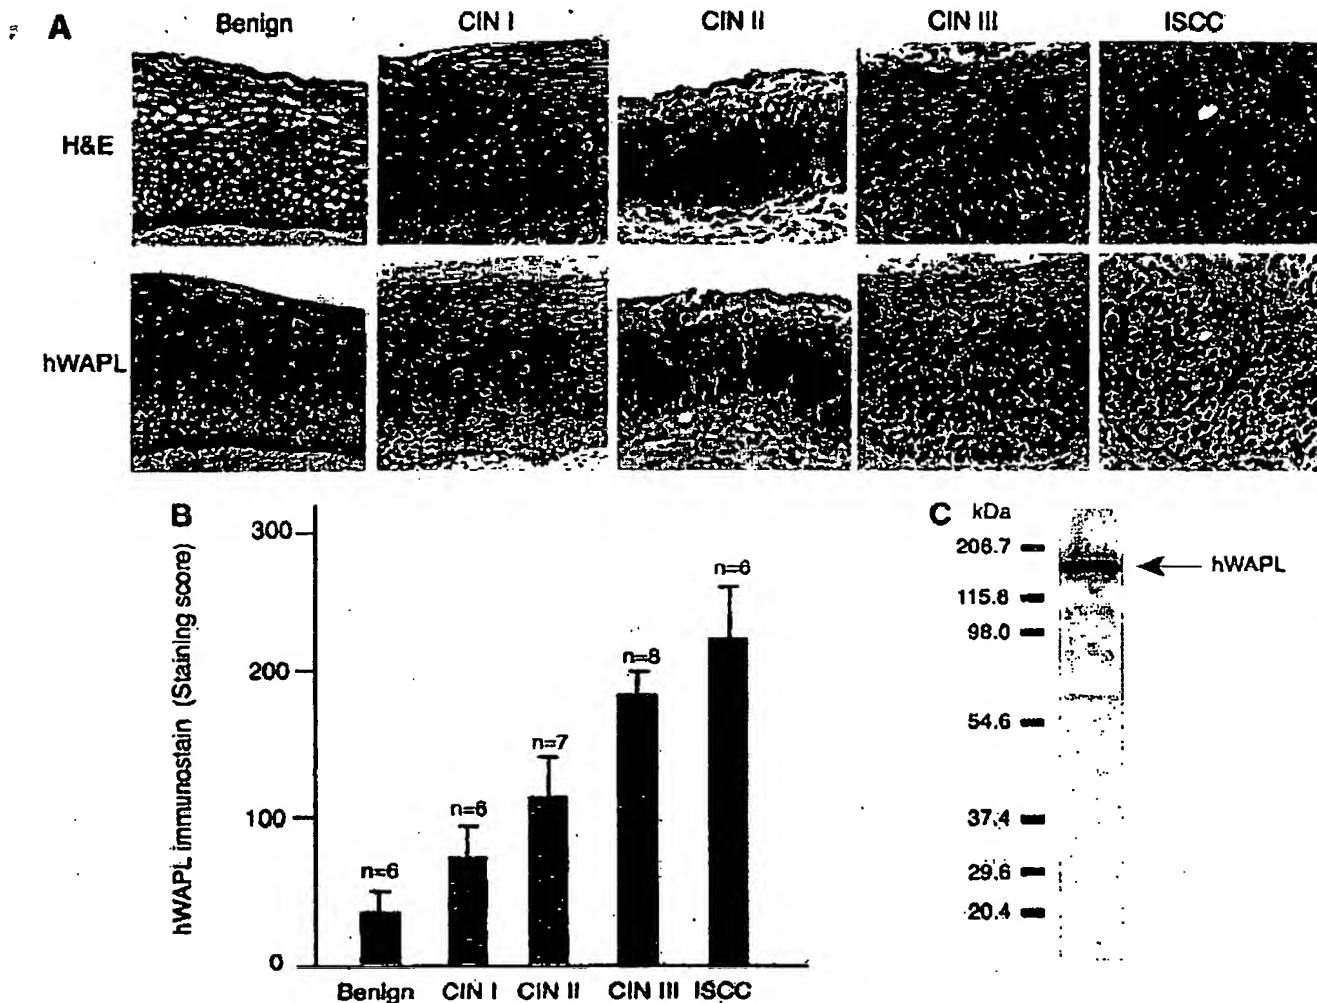 A
Benign
CIN I
CIN II
CIN III
ISCC
H&E
hWAPL
B
hWAPL immunostain (Staining score)
300
200
100
0
n=6
n=6
n=7
n=8
n=6
Benign
CIN I
CIN II
CIN III
ISCC
C
kDa
206.7
115.8
98.0
54.6
37.4
29.6
20.4
hWAPL